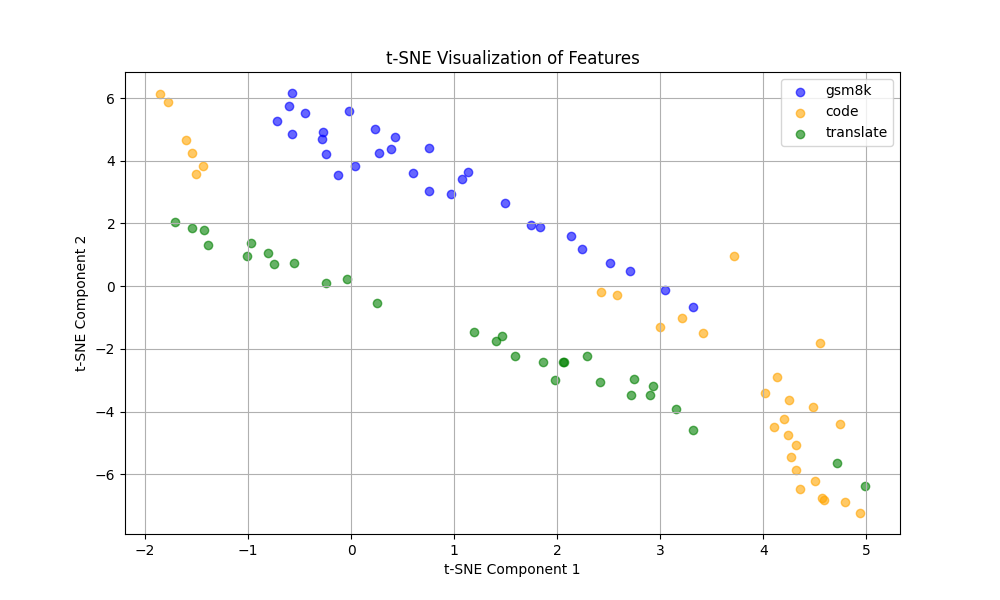 t-SNE Visualization of Features
gsm8k
code
translate
6
4
2
0
−2
−4
−6
t-SNE Component 2
−2
−1
0
1
2
3
4
5
t-SNE Component 1